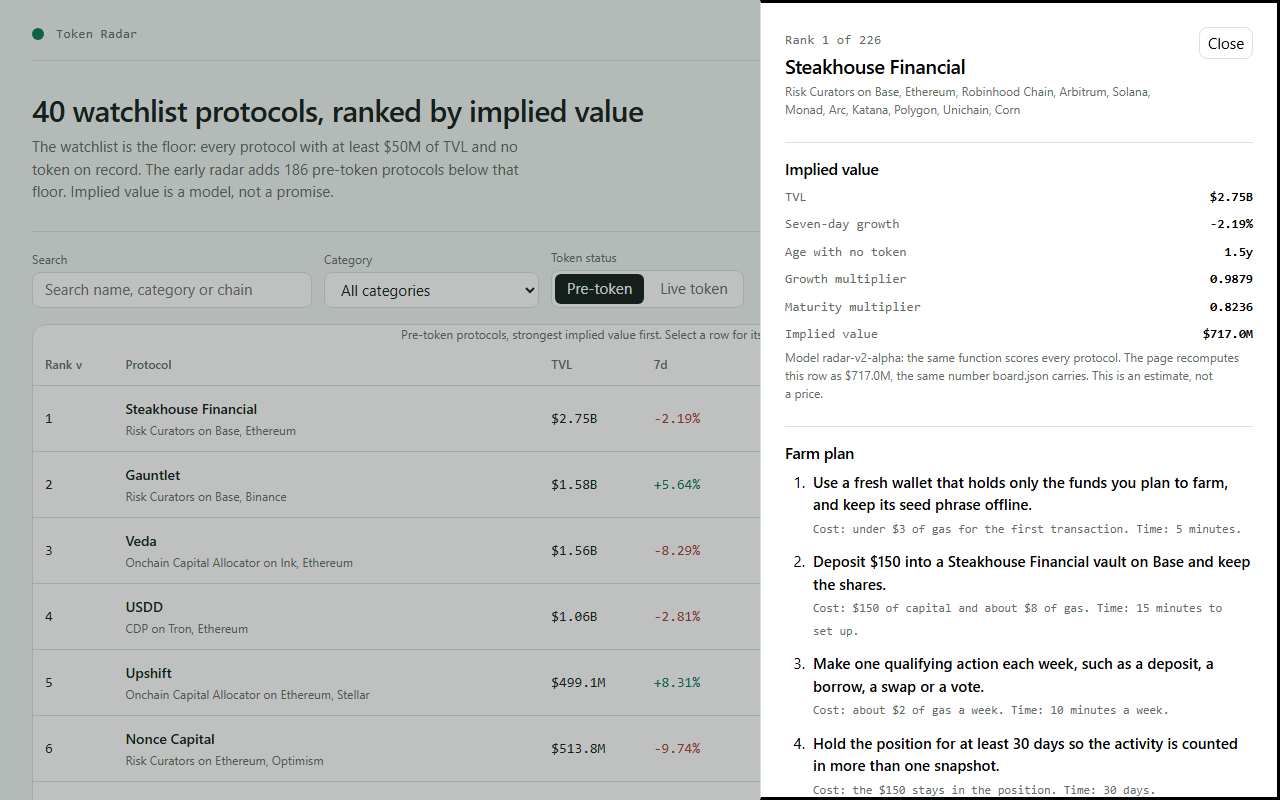 Token Radar
40 watchlist protocols, ranked by implied value
The watchlist is the floor: every protocol with at least $50M of TVL and no
token on record. The early radar adds 186 pre-token protocols below that
floor. Implied value is a model, not a promise.
Search
Category
Token status
Search name, category or chain
All categories
Pre-token
Live token
Pre-token protocols, strongest implied value first. Select a row for its
Rank v
Protocol
TVL
7d
1
Steakhouse Financial
Risk Curators on Base, Ethereum
$2.75B
-2.19%
2
Gauntlet
Risk Curators on Base, Binance
$1.58B
+5.64%
3
Veda
Onchain Capital Allocator on Ink, Ethereum
$1.56B
-8.29%
4
USDD
CDP on Tron, Ethereum
$1.06B
-2.81%
5
Upshift
Onchain Capital Allocator on Ethereum, Stellar
$499.1M
+8.31%
6
Nonce Capital
Risk Curators on Ethereum, Optimism
$513.8M
-9.74%
Rank 1 of 226
Close
Steakhouse Financial
Risk Curators on Base, Ethereum, Robinhood Chain, Arbitrum, Solana,
Monad, Arc, Katana, Polygon, Unichain, Corn
Implied value
TVL
$2.75B
Seven-day growth
-2.19%
Age with no token
1.5y
Growth multiplier
0.9879
Maturity multiplier
0.8236
Implied value
$717.0M
Model radar-v2-alpha: the same function scores every protocol. The page recomputes
this row as $717.0M, the same number board.json carries. This is an estimate, not
a price.
Farm plan
1. Use a fresh wallet that holds only the funds you plan to farm,
and keep its seed phrase offline.
Cost: under $3 of gas for the first transaction. Time: 5 minutes.
2. Deposit $150 into a Steakhouse Financial vault on Base and keep
the shares.
Cost: $150 of capital and about $8 of gas. Time: 15 minutes to
set up.
3. Make one qualifying action each week, such as a deposit, a
borrow, a swap or a vote.
Cost: about $2 of gas a week. Time: 10 minutes a week.
4. Hold the position for at least 30 days so the activity is counted
in more than one snapshot.
Cost: the $150 stays in the position. Time: 30 days.